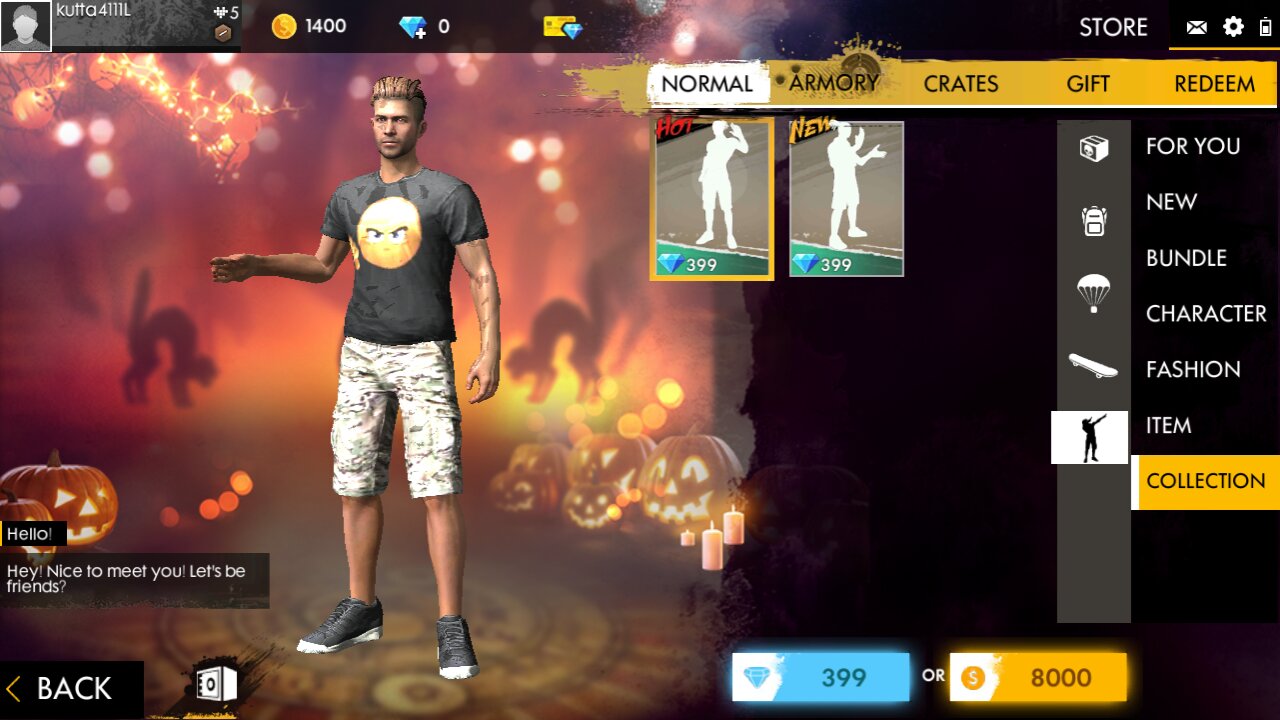 kutta4111L
5
1400
0
STORE
NORMAL
ARMORY
CRATES
GIFT
REDEEM
HOT
NEW
399
399
FOR YOU
NEW
BUNDLE
CHARACTER
FASHION
ITEM
COLLECTION
Hello!
Hey! Nice to meet you! Let's be
friends?
BACK
399
OR
8000